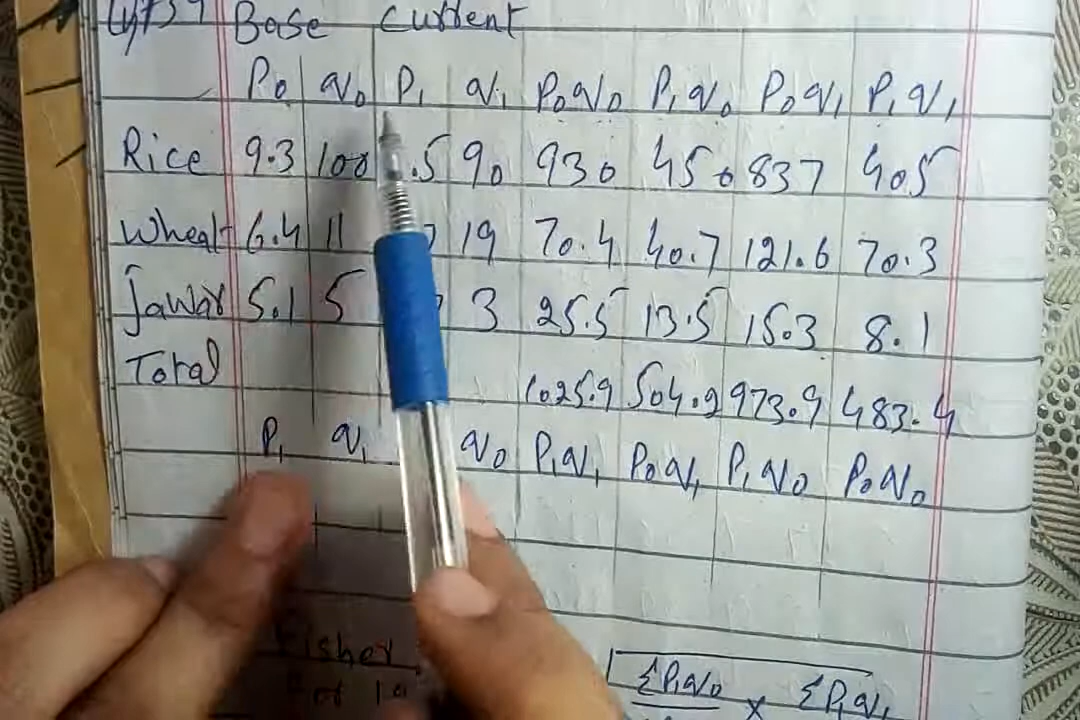 Base current
P₀ q₀ P₁ q₁ P₀q₀ P₁q₀ P₀q₁ P₁q₁
Rice 9.3 100 .5 90 930 450 837 405
Wheat 6.4 11 19 70.4 40.7 121.6 70.3
Jawar 5.1 5 3 25.5 13.5 15.3 8.1
Total 1025.9 504.2 973.9 483.4
P₁ q₁ q₀ P₁q₁ P₀q₁ P₁q₀ P₀q₀
Fisher
ΣP₁q₀ × ΣP₁q₁